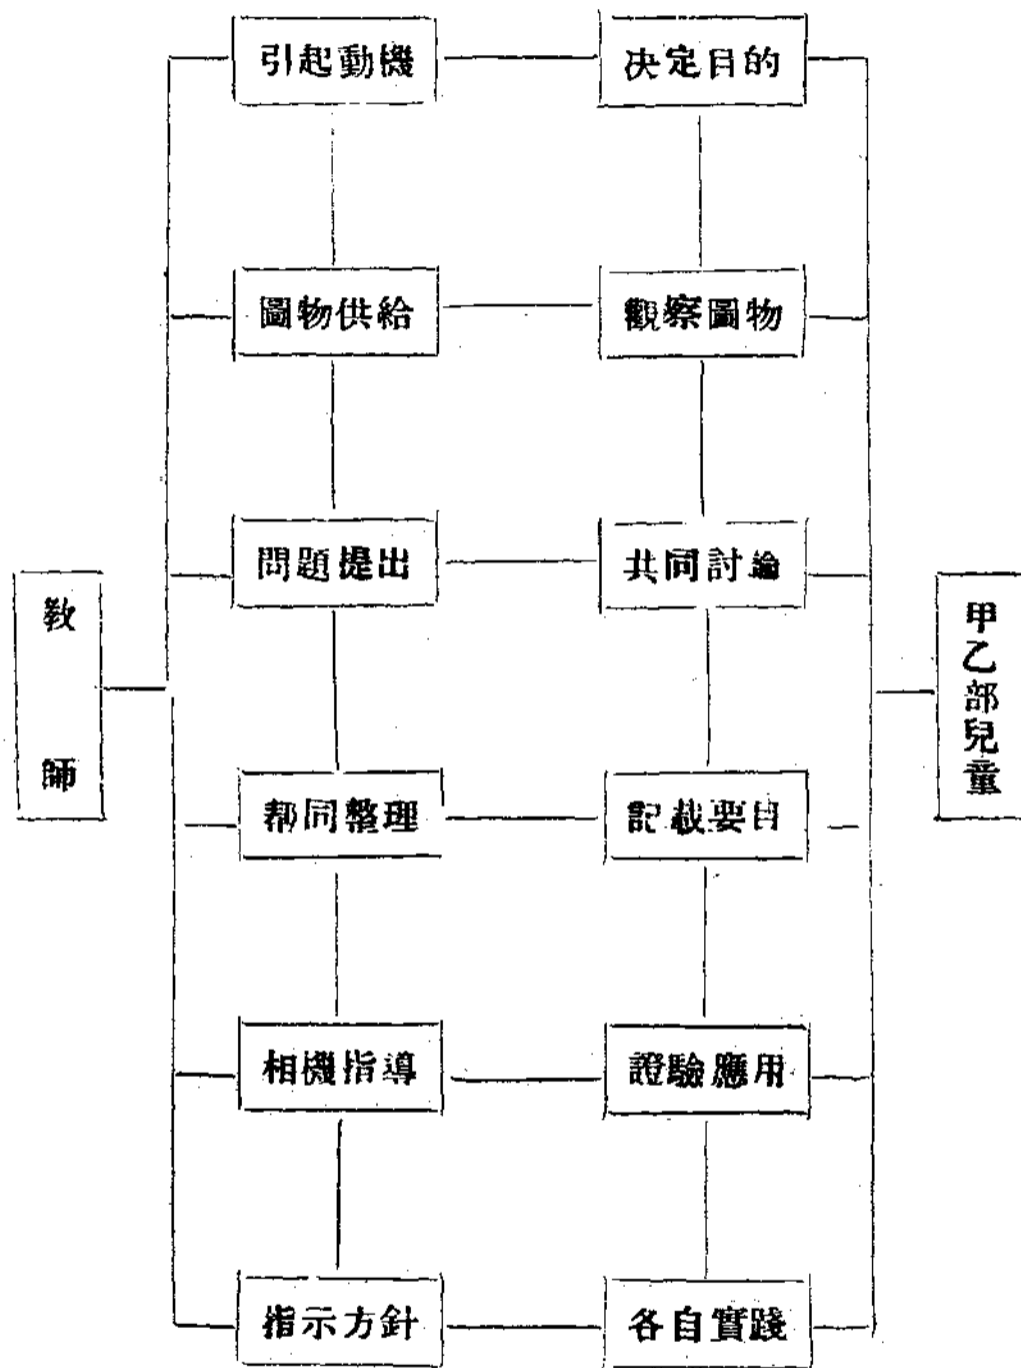 引起動機
决定目的
圖物供給
觀察圖物
問題提出
共同討論
教師
甲乙部兒童
帮同整理
記載要目
相機指導
證驗應用
指示方針
各自實踐